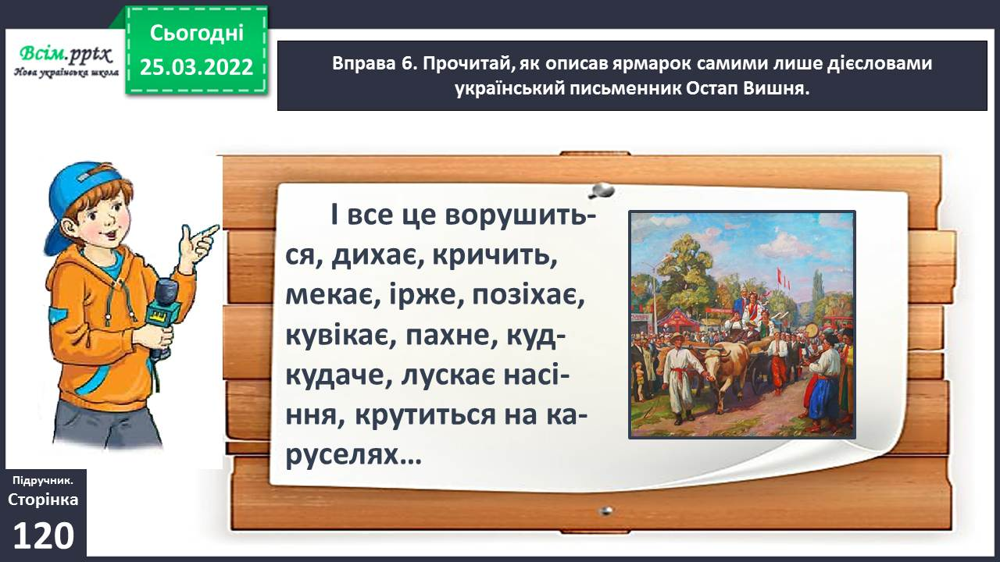 Всім.pptx
Нова українська школа
Сьогодні
25.03.2022
Вправа 6. Прочитай, як описав ярмарок самими лише дієсловами
український письменник Остап Вишня.
І все це ворушить-
ся, дихає, кричить,
мекає, ірже, позіхає,
кувікає, пахне, куд-
кудаче, лускає насі-
ння, крутиться на ка-
руселях...
Підручник.
Сторінка
120